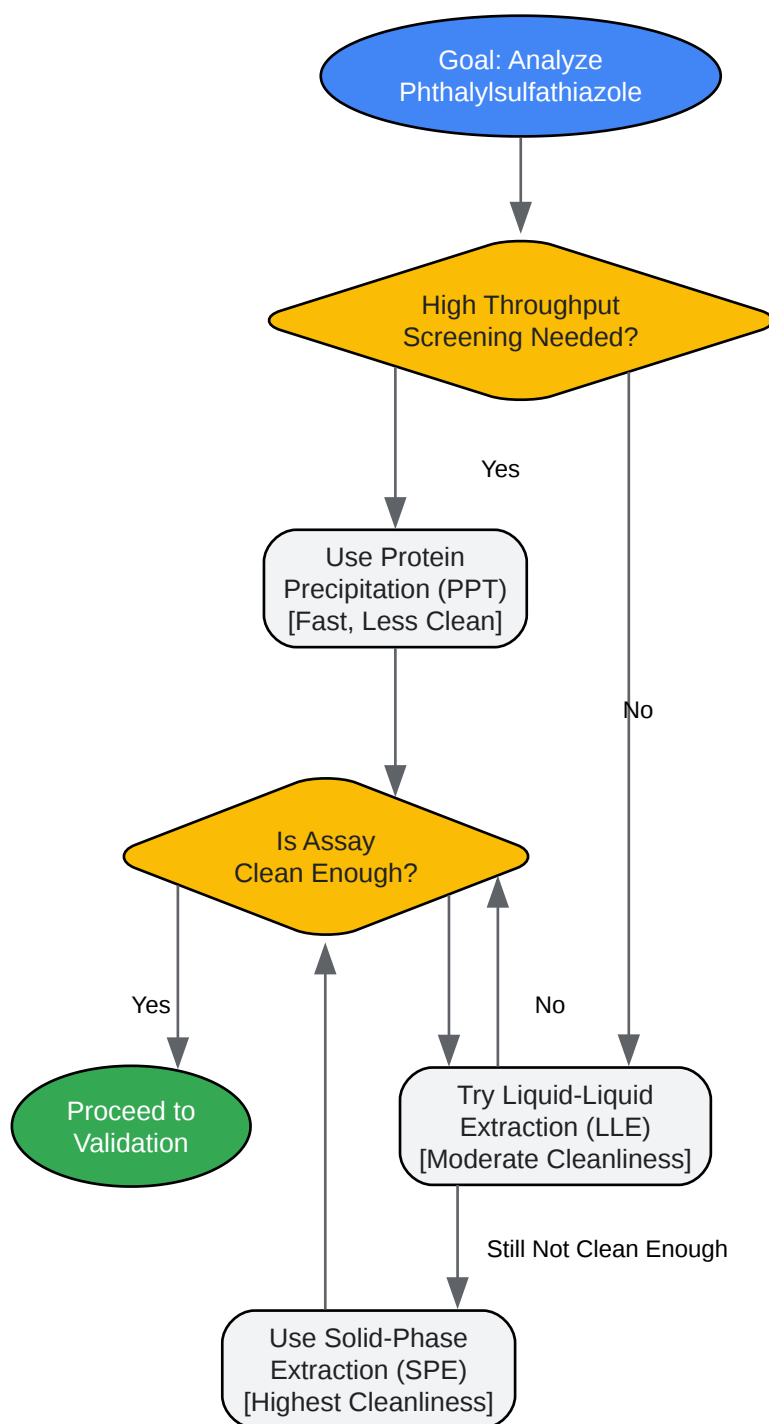 Goal: Analyze
Phthalylsulfathiazole
High Throughput
Screening Needed?
Yes
Use Protein
Precipitation (PPT)
[Fast, Less Clean]
No
Is Assay
Clean Enough?
Yes
No
Proceed to
Validation
Try Liquid-Liquid
Extraction (LLE)
[Moderate Cleanliness]
Still Not Clean Enough
Use Solid-Phase
Extraction (SPE)
[Highest Cleanliness]